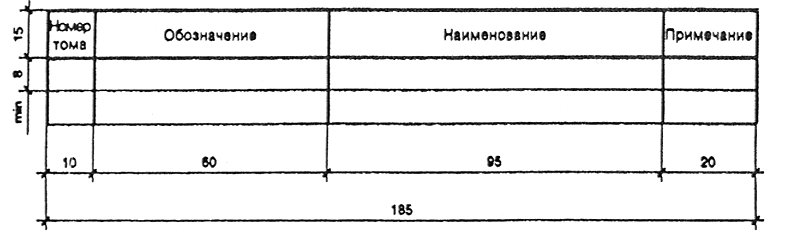 Номер
тома
Обозначение
Наименование
Примечание
15
8
min
10
60
95
20
185